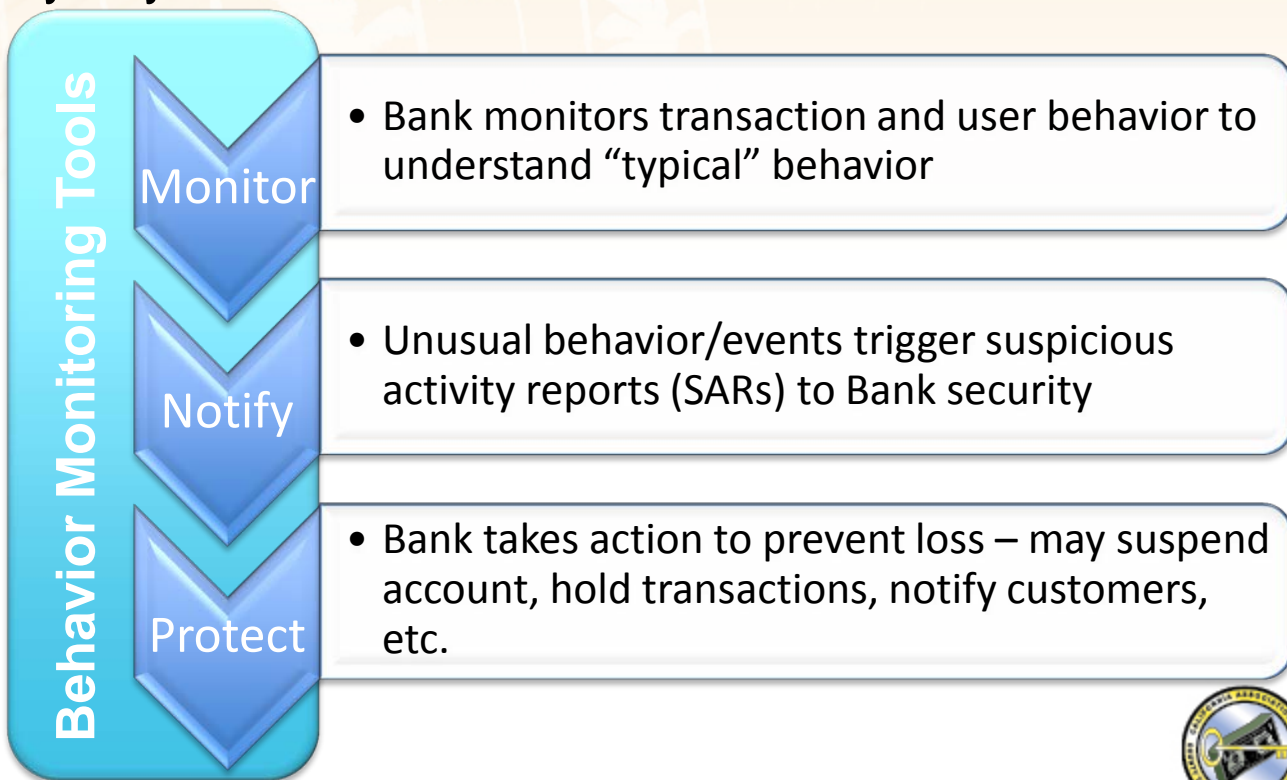 Behavior Monitoring Tools
Monitor
• Bank monitors transaction and user behavior to
understand “typical” behavior
Notify
• Unusual behavior/events trigger suspicious
activity reports (SARs) to Bank security
Protect
• Bank takes action to prevent loss – may suspend
account, hold transactions, notify customers,
etc.
CALIFORNIA ASSOCIATIO